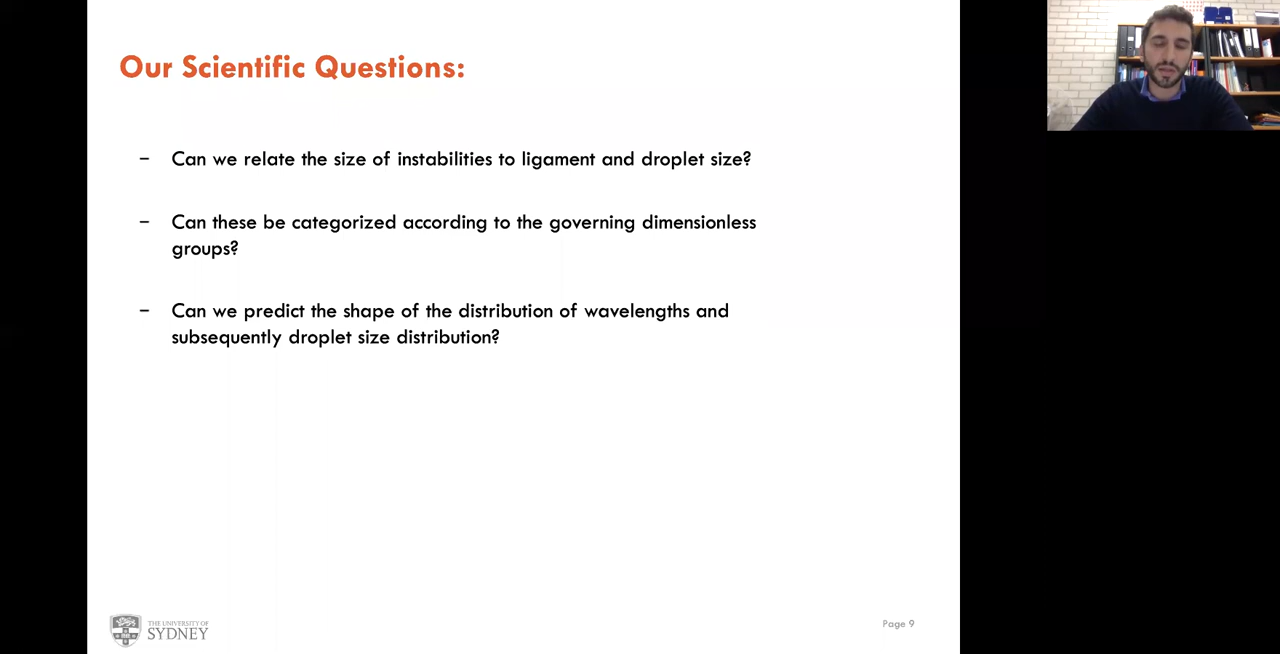 Our Scientific Questions:
– Can we relate the size of instabilities to ligament and droplet size?
– Can these be categorized according to the governing dimensionless
groups?
– Can we predict the shape of the distribution of wavelengths and
subsequently droplet size distribution?
THE UNIVERSITY OF
SYDNEY
Page 9